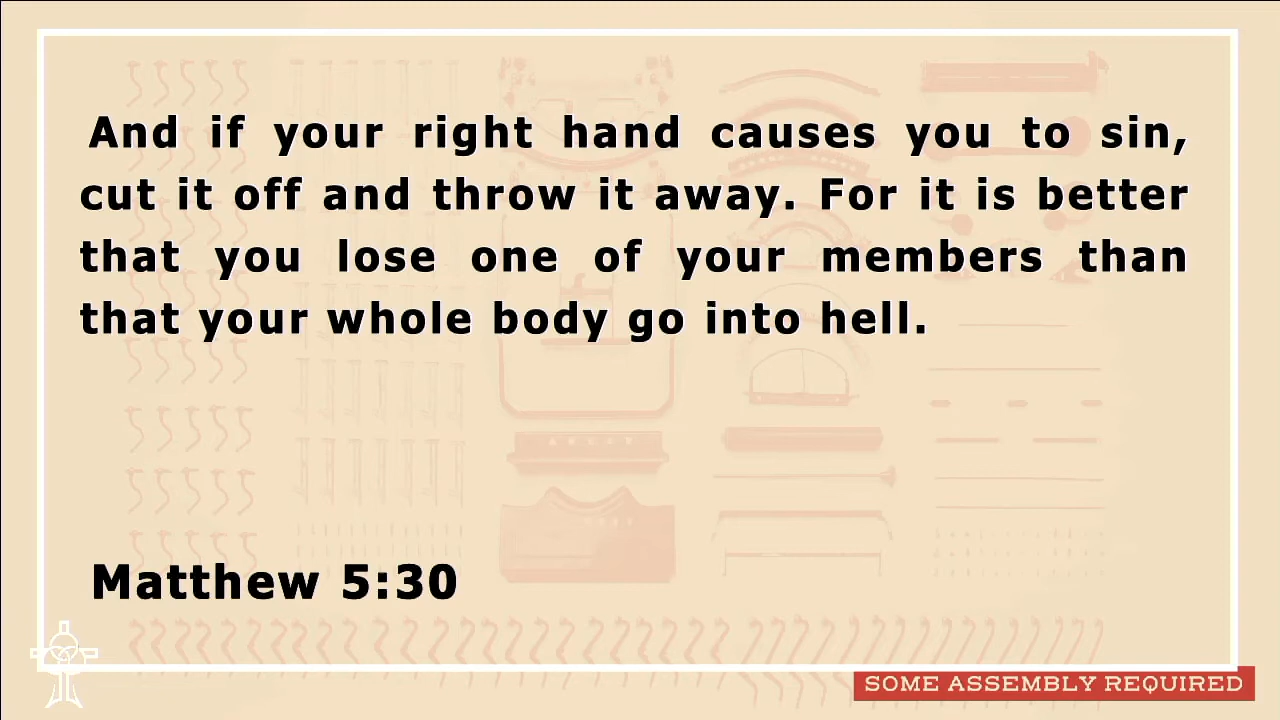 And if your right hand causes you to sin,
cut it off and throw it away. For it is better
that you lose one of your members than
that your whole body go into hell.
Matthew 5:30
SOME ASSEMBLY REQUIRED